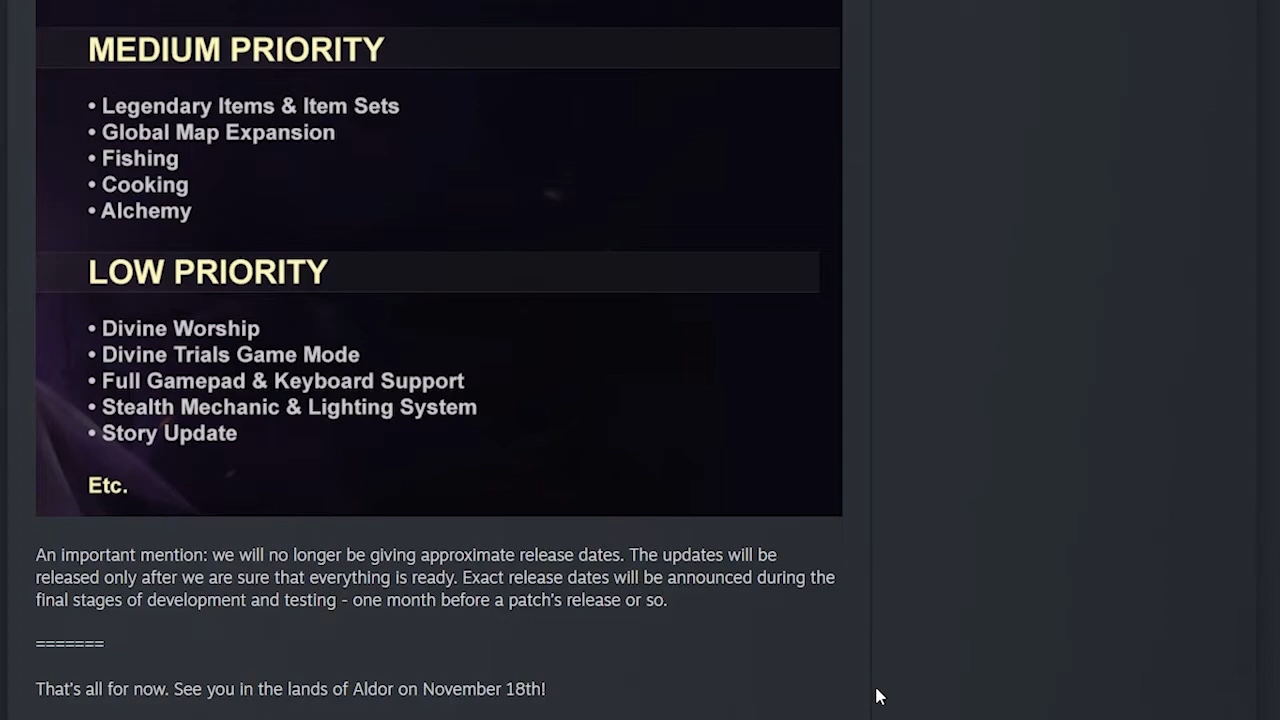 MEDIUM PRIORITY
• Legendary Items & Item Sets
• Global Map Expansion
• Fishing
• Cooking
• Alchemy
LOW PRIORITY
• Divine Worship
• Divine Trials Game Mode
• Full Gamepad & Keyboard Support
• Stealth Mechanic & Lighting System
• Story Update
Etc.
An important mention: we will no longer be giving approximate release dates. The updates will be
released only after we are sure that everything is ready. Exact release dates will be announced during the
final stages of development and testing - one month before a patch's release or so.
=======
That's all for now. See you in the lands of Aldor on November 18th!